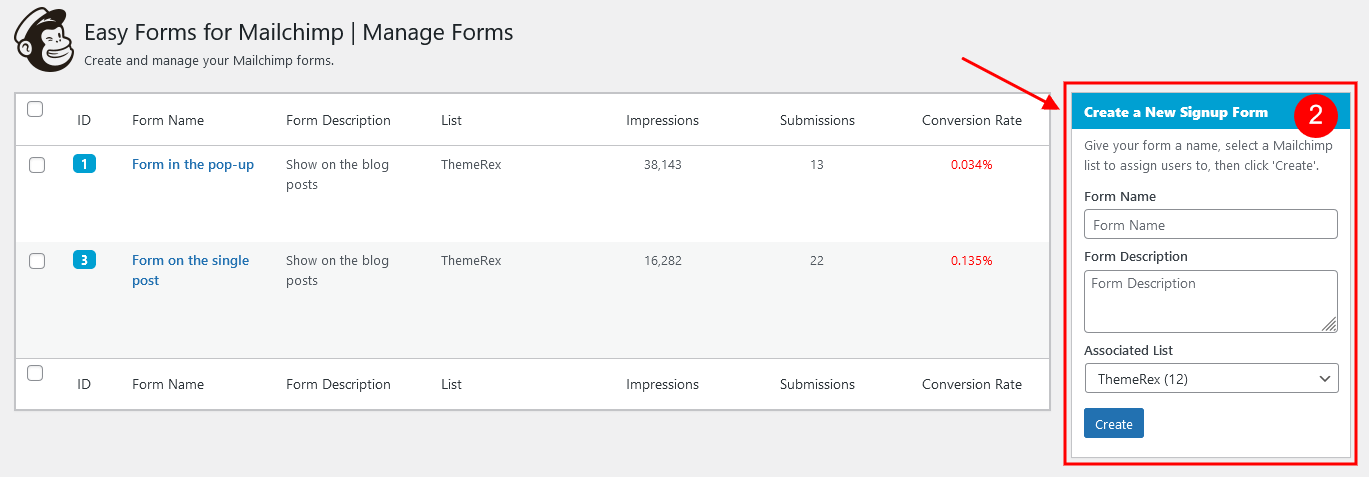 Easy Forms for Mailchimp | Manage Forms
Create and manage your Mailchimp forms.
ID Form Name Form Description List Impressions Submissions Conversion Rate
1 Form in the pop-up Show on the blog ThemeRex 38,143 13 0.034%
posts
3 Form on the single Show on the blog ThemeRex 16,282 22 0.135%
post posts
ID Form Name Form Description List Impressions Submissions Conversion Rate
Create a New Signup Form 2
Give your form a name, select a Mailchimp
list to assign users to, then click 'Create'.
Form Name
Form Name
Form Description
Form Description
Associated List
ThemeRex (12)
Create